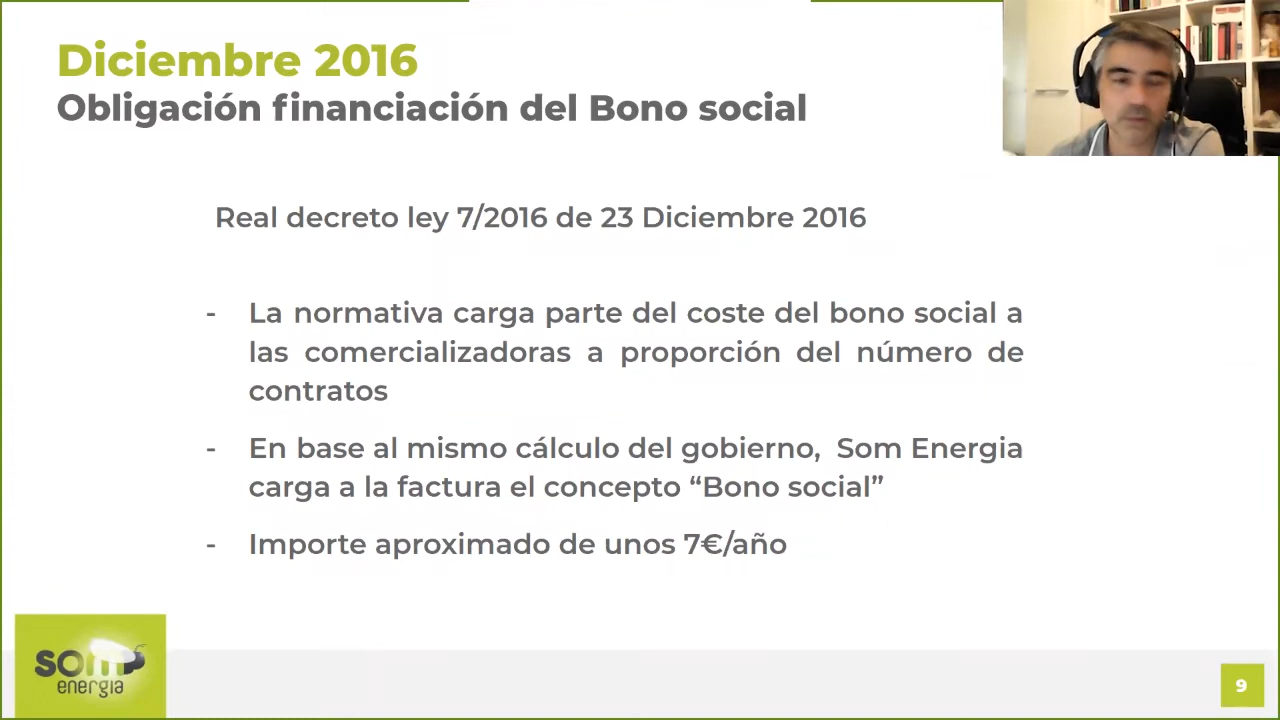 Diciembre 2016
Obligación financiación del Bono social
Real decreto ley 7/2016 de 23 Diciembre 2016
- La normativa carga parte del coste del bono social a
las comercializadoras a proporción del número de
contratos
- En base al mismo cálculo del gobierno, Som Energia
carga a la factura el concepto “Bono social”
- Importe aproximado de unos 7€/año
som
energia
9